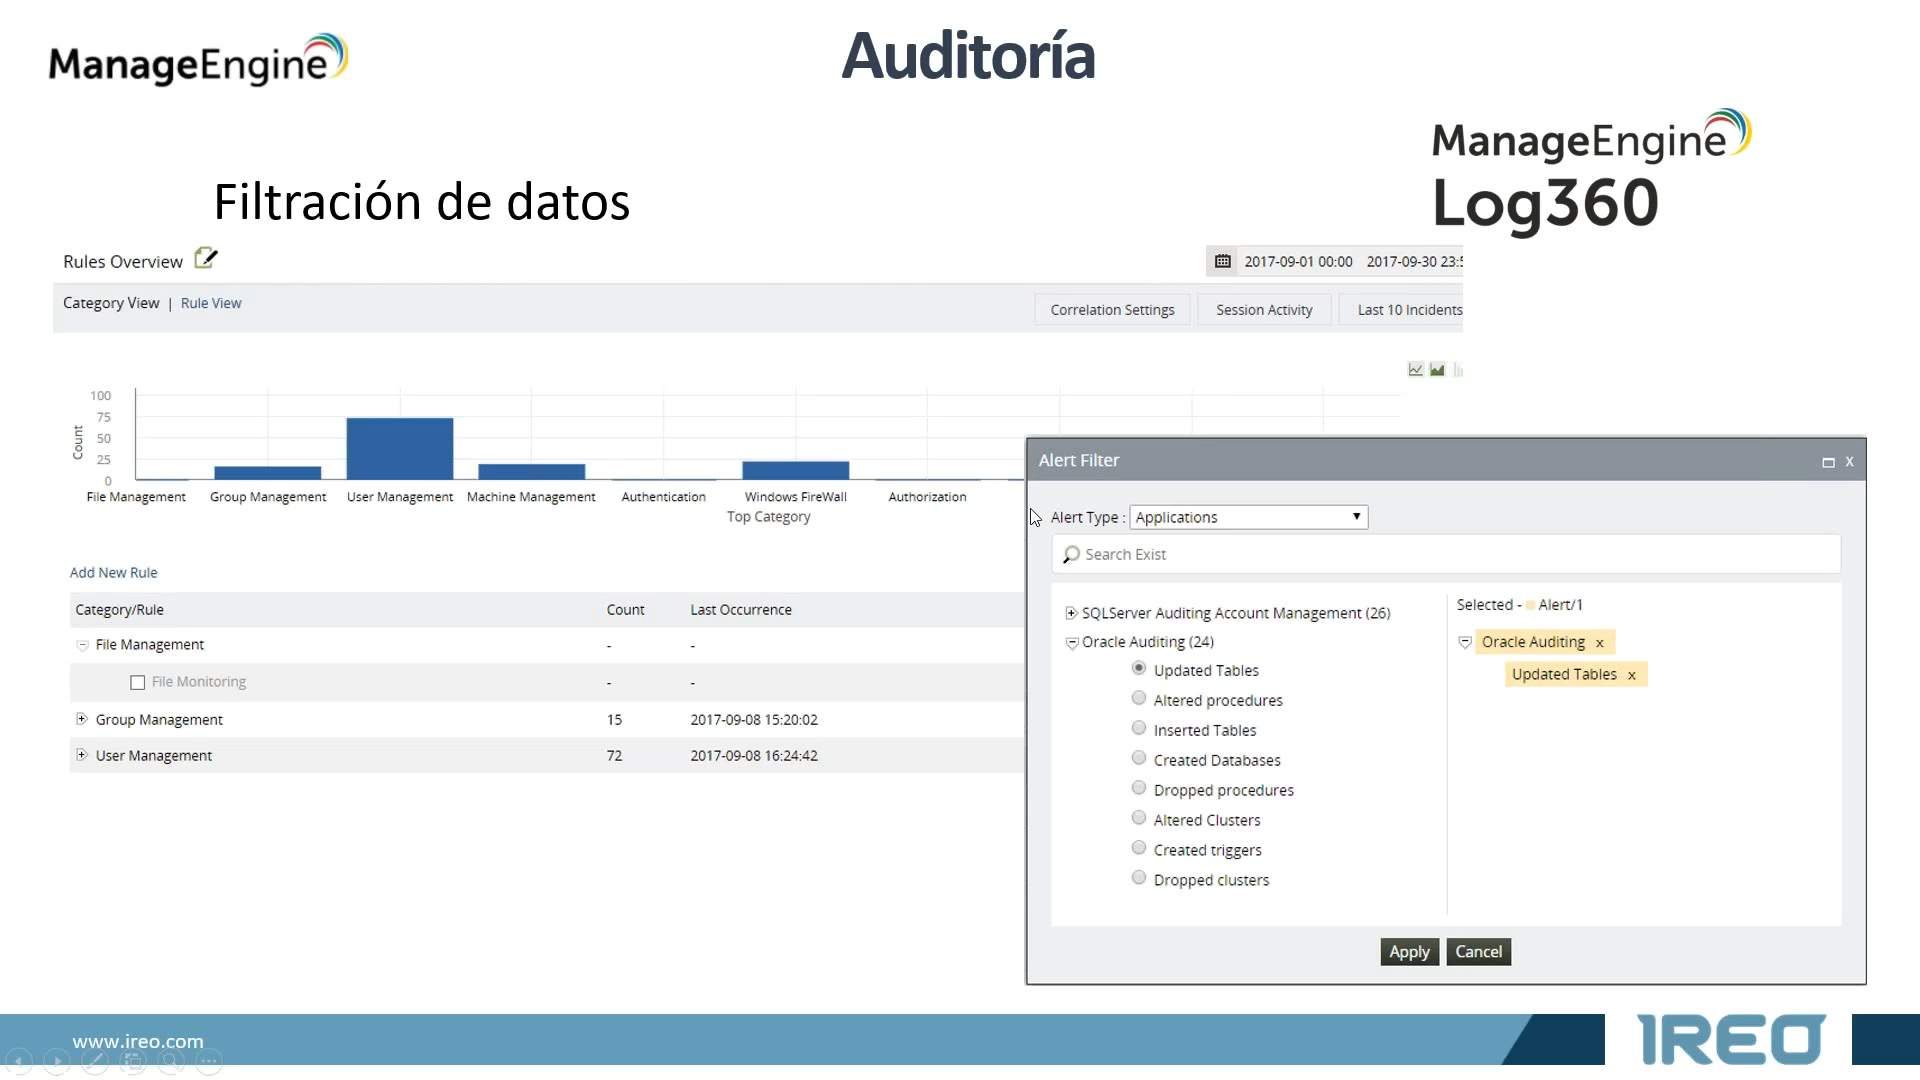 ManageEngine
Auditoría
ManageEngine
Log360
Filtración de datos
Rules Overview
2017-09-01 00:00 2017-09-30 23:5
Category View | Rule View
Correlation Settings
Session Activity
Last 10 Incidents
100
75
50
25
0
Count
File Management
Group Management
User Management
Machine Management
Authentication
Windows FireWall
Authorization
Top Category
Add New Rule
Category/Rule Count Last Occurrence
File Management - -
File Monitoring - -
Group Management 15 2017-09-08 15:20:02
User Management 72 2017-09-08 16:24:42
Alert Filter x
Alert Type : Applications
Search Exist
SQLServer Auditing Account Management (26)
Oracle Auditing (24)
Updated Tables
Altered procedures
Inserted Tables
Created Databases
Dropped procedures
Altered Clusters
Created triggers
Dropped clusters
Selected - Alert/1
Oracle Auditing x
Updated Tables x
Apply
Cancel
www.ireo.com
IREO